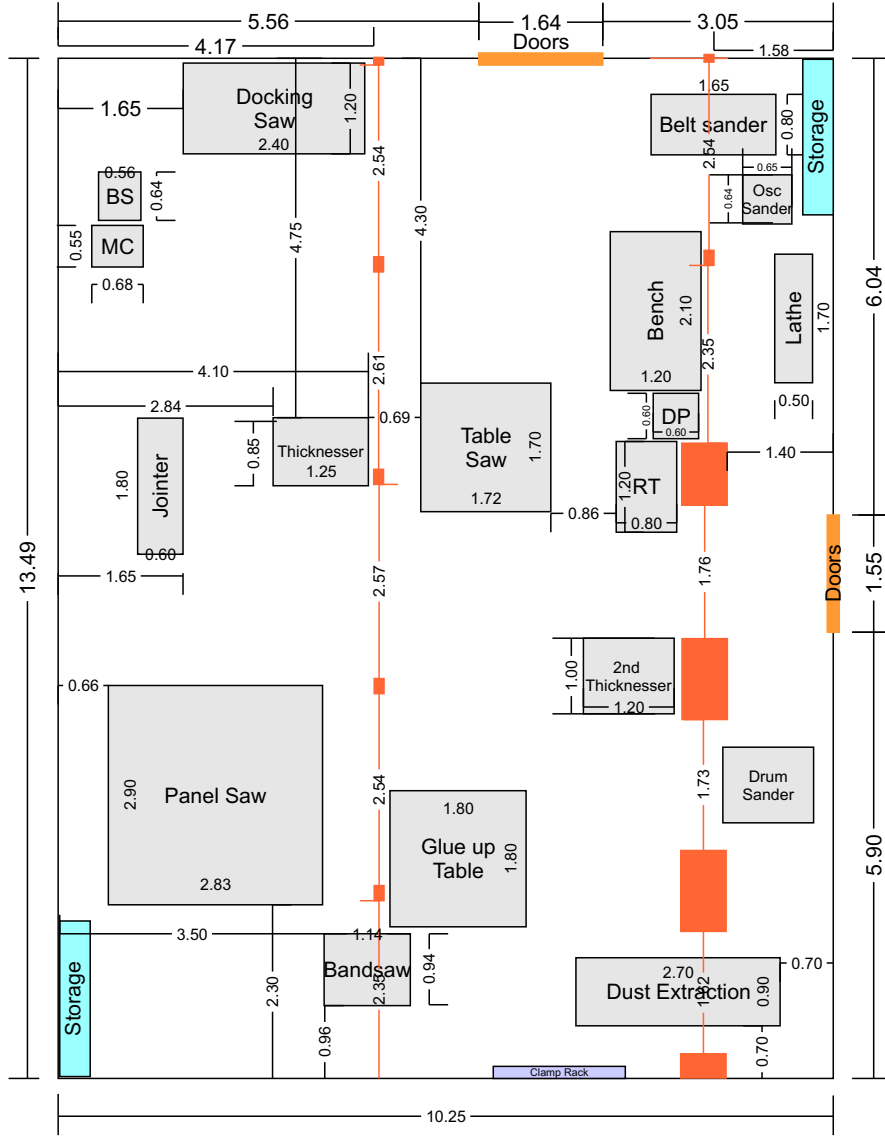 5.56
1.64
3.05
4.17
Doors
1.58
1.65
Docking
Saw
2.40
1.20
2.54
1.65
Belt sander
0.80
2.54
Storage
0.56
BS
0.64
0.65
Osc
Sander
0.64
MC
0.55
0.68
4.75
4.30
Bench
2.10
1.20
2.35
Lathe
1.70
0.50
6.04
4.10
2.61
2.84
0.69
0.60
DP
0.60
Jointer
1.80
0.60
0.85
Thicknesser
1.25
Table
Saw
1.70
1.72
1.40
RT
1.20
0.80
0.86
13.49
1.65
2.57
1.76
Doors
1.55
0.66
1.00
2nd
Thicknesser
1.20
Panel Saw
2.90
2.83
2.54
1.80
Glue up
Table
1.80
1.73
Drum
Sander
5.90
3.50
1.14
Bandsaw
0.94
2.35
2.30
0.96
Storage
2.70
Dust Extraction
1.62
0.90
0.70
0.70
Clamp Rack
10.25